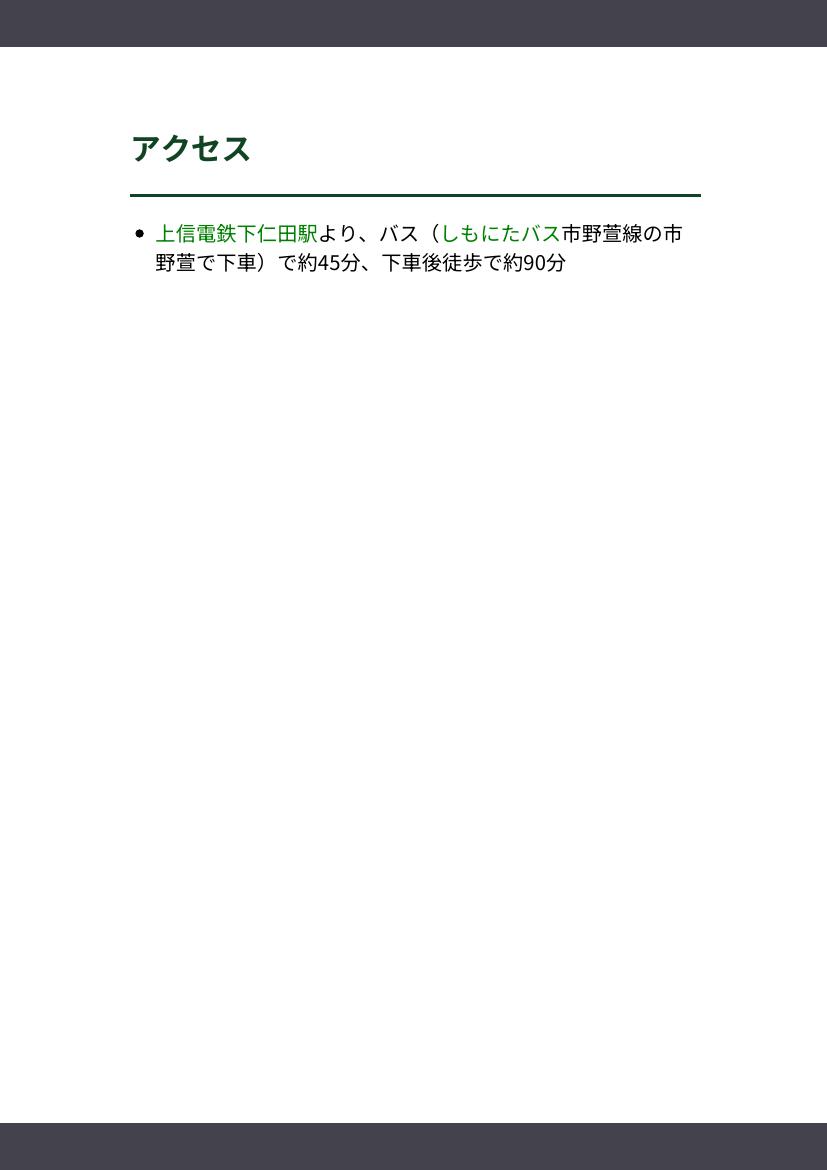 アクセス
上信電鉄下仁田駅より、バス（しもにたバス市野萱線の市
野萱で下車）で約45分、下車後徒歩で約90分